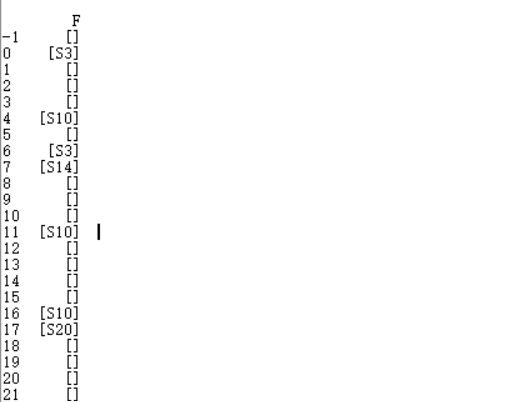 F
-1 []
0 [S3]
1 []
2 []
3 []
4 [S10]
5 []
6 [S3]
7 [S14]
8 []
9 []
10 []
11 [S10]
12 []
13 []
14 []
15 []
16 [S10]
17 [S20]
18 []
19 []
20 []
21 []